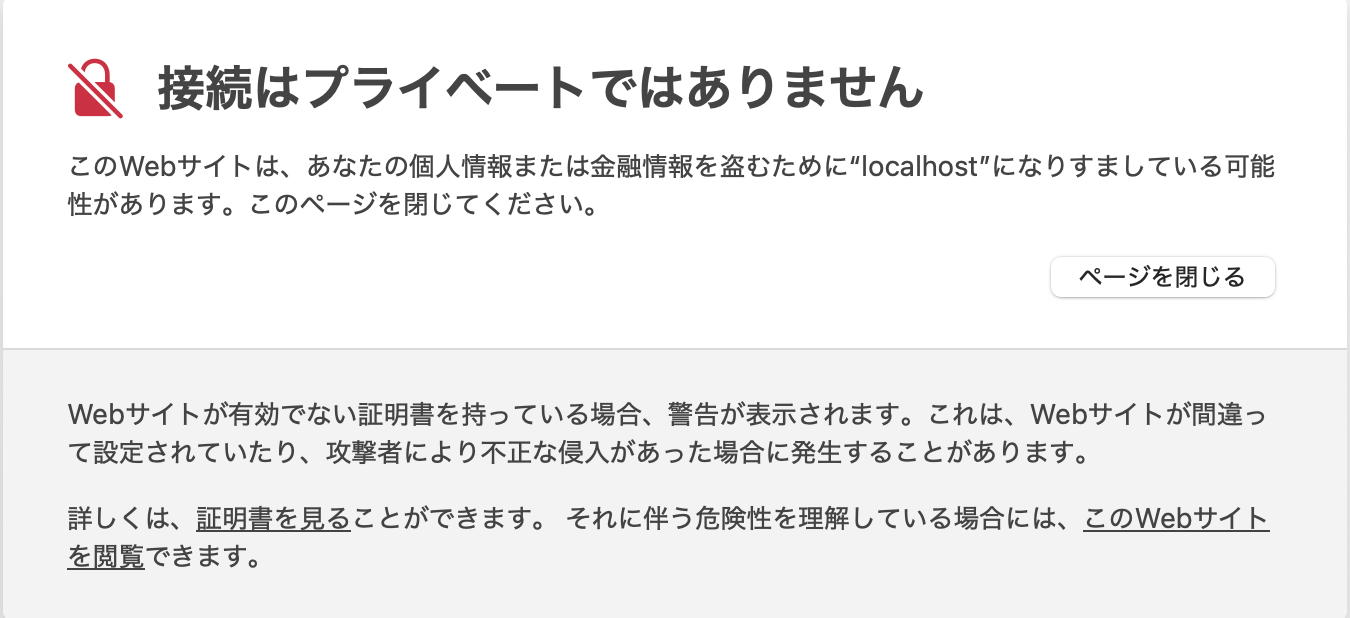 接続はプライベートではありません
このWebサイトは、あなたの個人情報または金融情報を盗むために“localhost”になりすましている可能
性があります。このページを閉じてください。
ページを閉じる
Webサイトが有効でない証明書を持っている場合、警告が表示されます。これは、Webサイトが間違っ
て設定されていたり、攻撃者により不正な侵入があった場合に発生することがあります。
詳しくは、証明書を見ることができます。 それに伴う危険性を理解している場合には、このWebサイト
を閲覧できます。